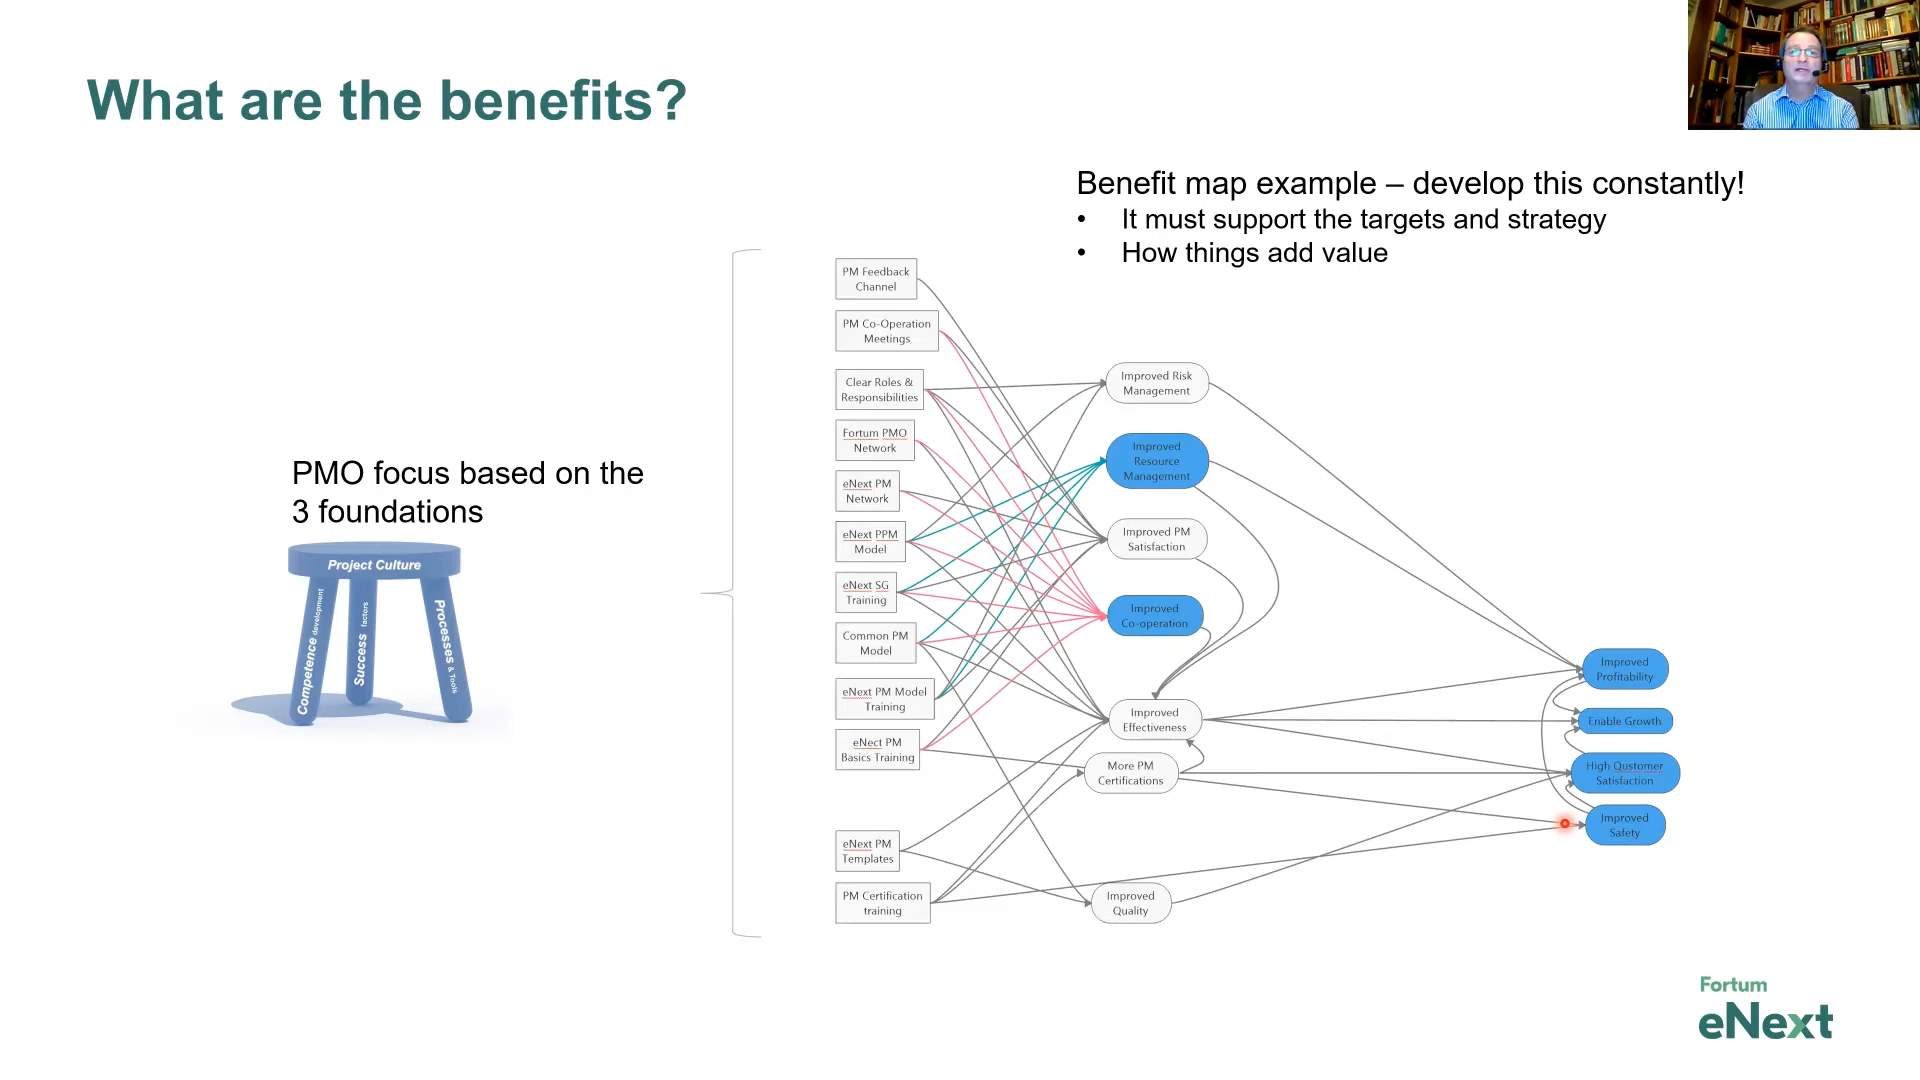 What are the benefits?
Benefit map example – develop this constantly!
• It must support the targets and strategy
• How things add value
PMO focus based on the
3 foundations
Project Culture
Competence development
Success factors
Processes & Tools
PM Feedback
Channel
PM Co-Operation
Meetings
Clear Roles &
Responsibilities
Fortum PMO
Network
eNext PM
Network
eNext PPM
Model
eNext SG
Training
Common PM
Model
eNext PM Model
Training
eNect PM
Basics Training
eNext PM
Templates
PM Certification
training
Improved Risk
Management
Improved
Resource
Management
Improved PM
Satisfaction
Improved
Co-operation
Improved
Effectiveness
More PM
Certifications
Improved
Quality
Improved
Profitability
Enable Growth
High Qustomer
Satisfaction
Improved
Safety
Fortum
eNext